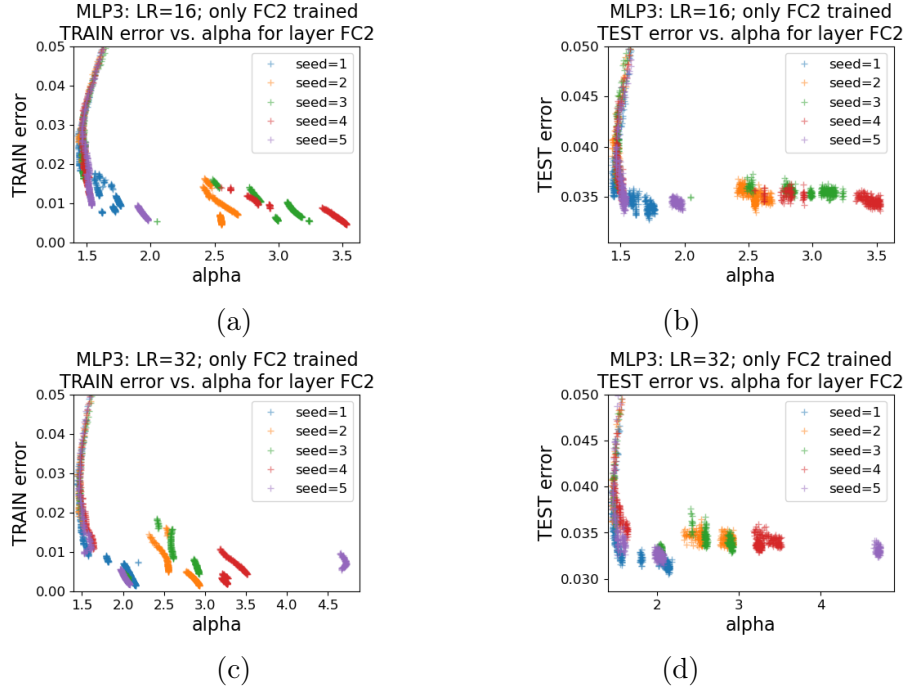 MLP3: LR=16; only FC2 trained
TRAIN error vs. alpha for layer FC2
0.05
0.04
0.03
0.02
0.01
0.00
TRAIN error
1.5 2.0 2.5 3.0 3.5
alpha
seed=1
seed=2
seed=3
seed=4
seed=5
(a)
MLP3: LR=16; only FC2 trained
TEST error vs. alpha for layer FC2
0.050
0.045
0.040
0.035
TEST error
1.5 2.0 2.5 3.0 3.5
alpha
seed=1
seed=2
seed=3
seed=4
seed=5
(b)
MLP3: LR=32; only FC2 trained
TRAIN error vs. alpha for layer FC2
0.05
0.04
0.03
0.02
0.01
0.00
TRAIN error
1.5 2.0 2.5 3.0 3.5 4.0 4.5
alpha
seed=1
seed=2
seed=3
seed=4
seed=5
(c)
MLP3: LR=32; only FC2 trained
TEST error vs. alpha for layer FC2
0.050
0.045
0.040
0.035
0.030
TEST error
2 3 4
alpha
seed=1
seed=2
seed=3
seed=4
seed=5
(d)